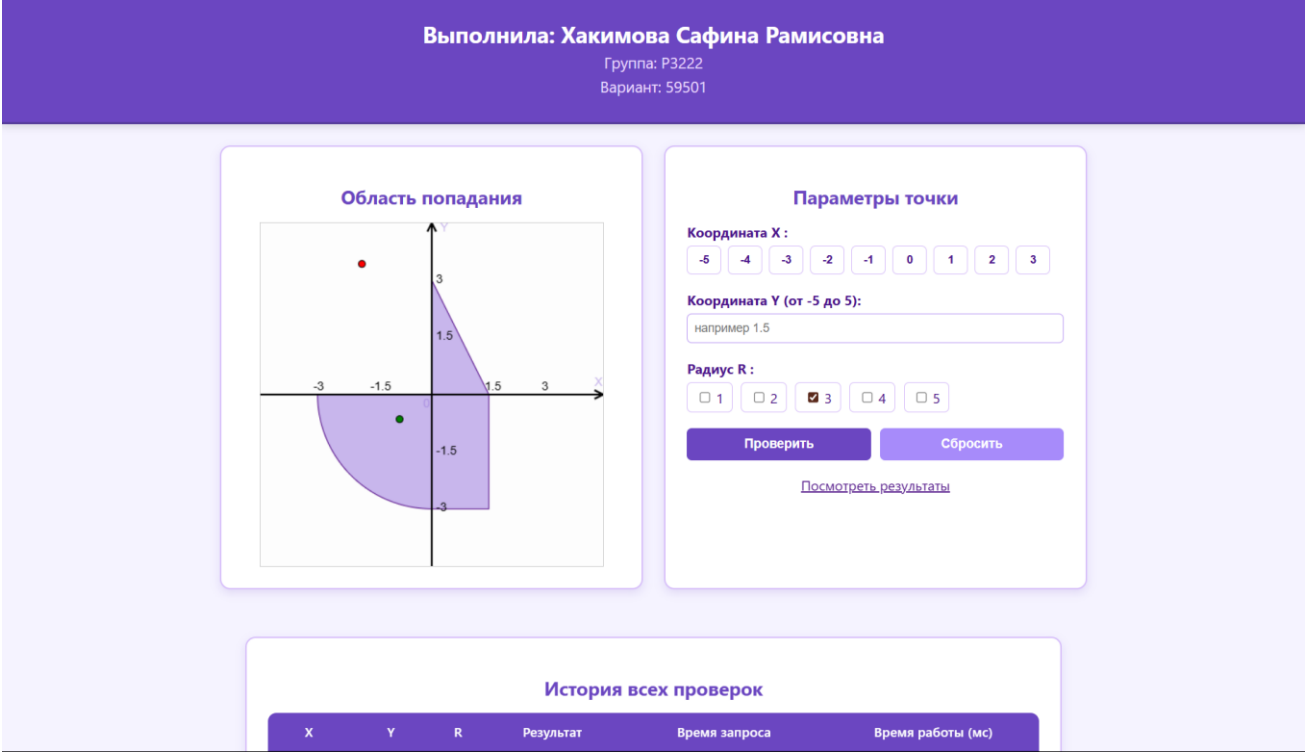 Выполнила: Хакимова Сафина Рамисовна
Группа: P3222
Вариант: 59501
Область попадания
Y
3
1.5
-3 -1.5 1.5 3 X
0
-1.5
-3
Параметры точки
Координата X :
-5 -4 -3 -2 -1 0 1 2 3
Координата Y (от -5 до 5):
например 1.5
Радиус R :
1 2 3 4 5
Проверить Сбросить
Посмотреть результаты
История всех проверок
X Y R Результат Время запроса Время работы (мс)